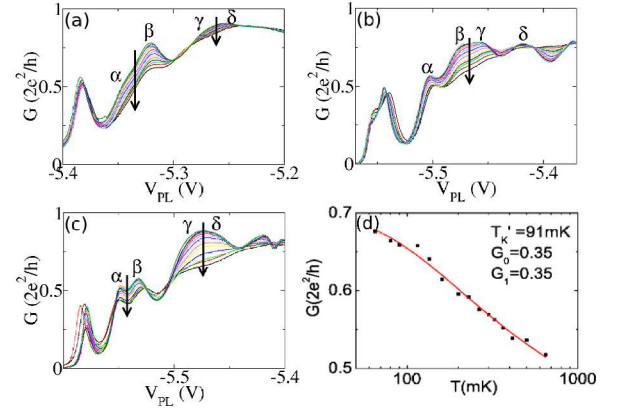 (a)
β
γ
δ
α
G (2e²/h)
1
0.5
0
-5.4
-5.3
-5.2
V_PL (V)
(b)
β
γ
δ
α
G (2e²/h)
1
0.5
0
-5.5
-5.4
V_PL (V)
(c)
γ
δ
α
β
G (2e²/h)
1
0.5
0
-5.5
-5.4
V_PL (V)
(d)
T_K' =91mK
G_0=0.35
G_1=0.35
G(2e²/h)
0.7
0.6
0.5
100
1000
T(mK)